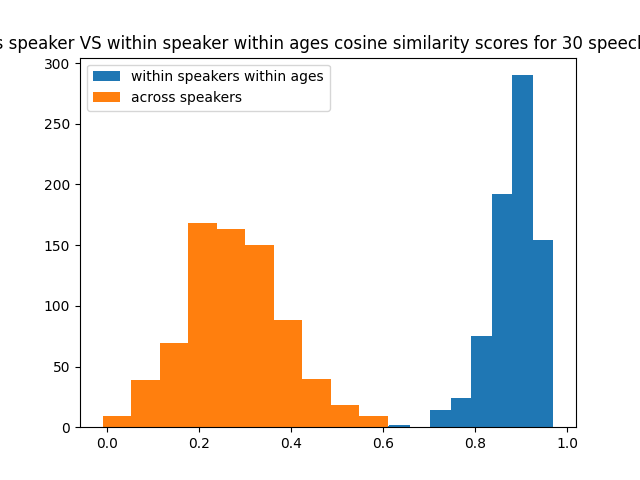 s speaker VS within speaker within ages cosine similarity scores for 30 speec
within speakers within ages
across speakers
300
250
200
150
100
50
0
0.0 0.2 0.4 0.6 0.8 1.0